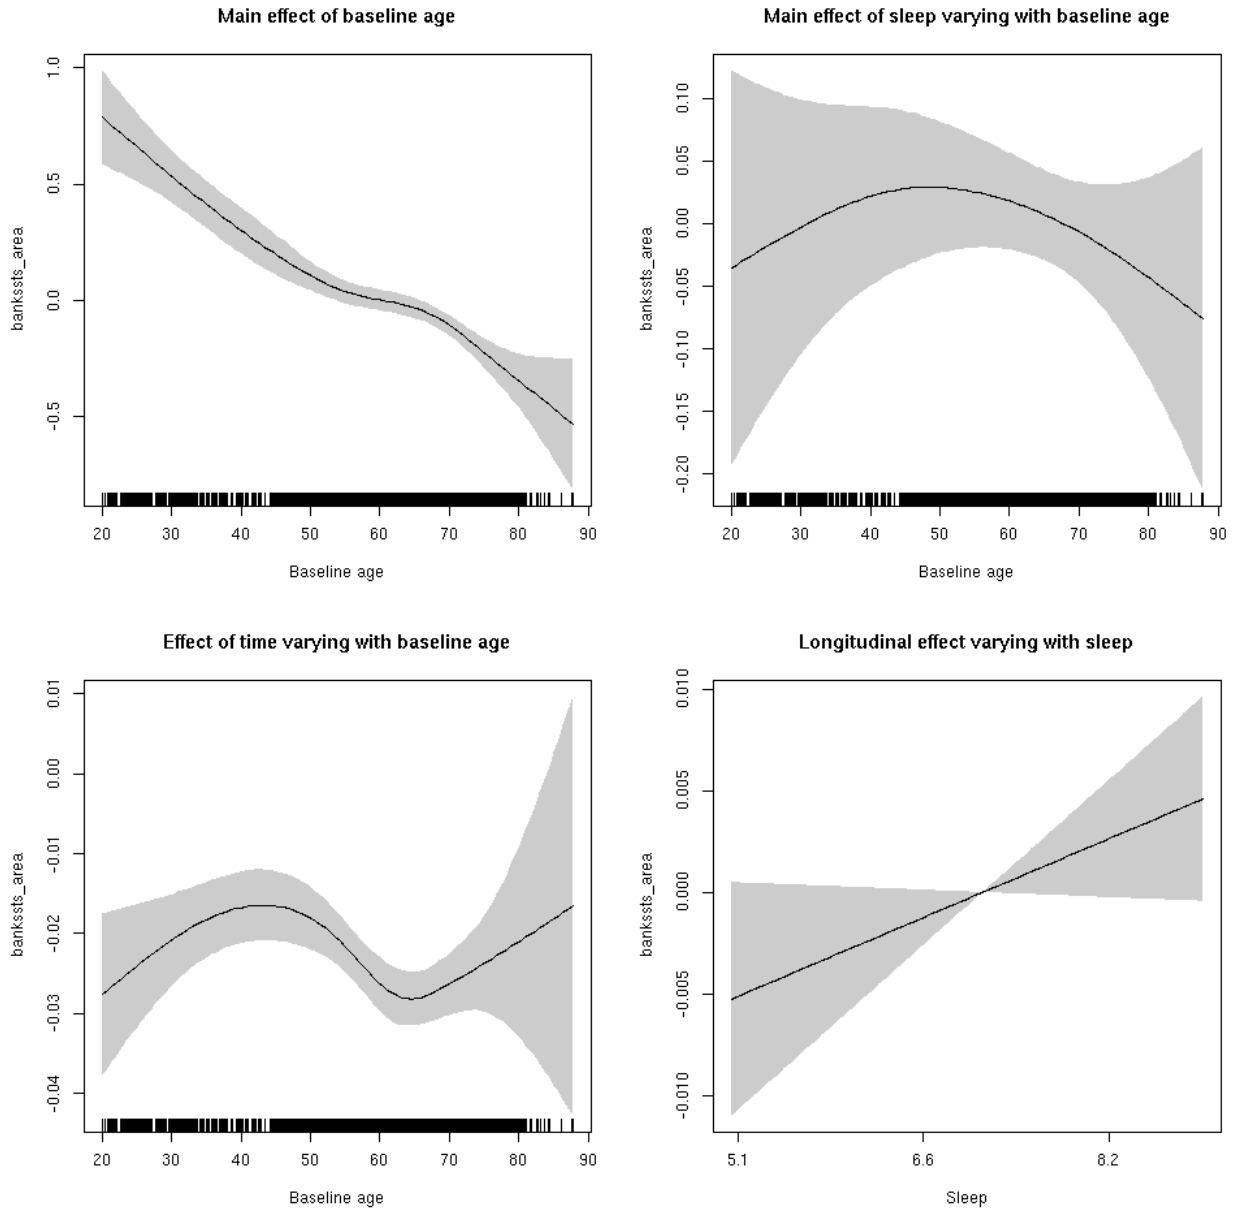 Main effect of baseline age
bankssts_area
1.0
0.5
0.0
-0.5
20 30 40 50 60 70 80 90
Baseline age
Main effect of sleep varying with baseline age
bankssts_area
0.10
0.05
0.00
-0.05
-0.10
-0.15
-0.20
20 30 40 50 60 70 80 90
Baseline age
Effect of time varying with baseline age
bankssts_area
0.01
0.00
-0.01
-0.02
-0.03
-0.04
20 30 40 50 60 70 80 90
Baseline age
Longitudinal effect varying with sleep
bankssts_area
0.010
0.005
0.000
-0.005
-0.010
5.1 6.6 8.2
Sleep